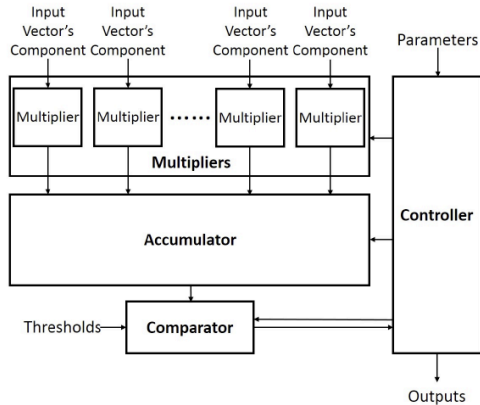 Input
Vector's
Component
Input
Vector's
Component
Input
Vector's
Component
Input
Vector's
Component
Parameters
Multiplier
Multiplier
......
Multiplier
Multiplier
Multipliers
Controller
Accumulator
Thresholds
Comparator
Outputs